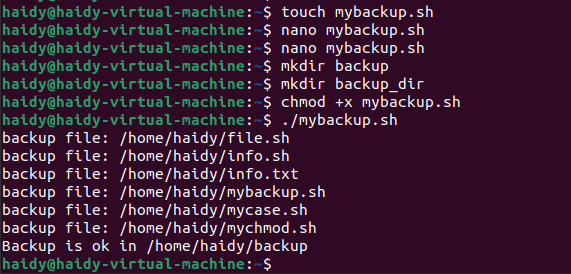 haidy@haidy-virtual-machine:~$ touch mybackup.sh
haidy@haidy-virtual-machine:~$ nano mybackup.sh
haidy@haidy-virtual-machine:~$ nano mybackup.sh
haidy@haidy-virtual-machine:~$ mkdir backup
haidy@haidy-virtual-machine:~$ mkdir backup_dir
haidy@haidy-virtual-machine:~$ chmod +x mybackup.sh
haidy@haidy-virtual-machine:~$ ./mybackup.sh
backup file: /home/haidy/file.sh
backup file: /home/haidy/info.sh
backup file: /home/haidy/info.txt
backup file: /home/haidy/mybackup.sh
backup file: /home/haidy/mycase.sh
backup file: /home/haidy/mychmod.sh
Backup is ok in /home/haidy/backup
haidy@haidy-virtual-machine:~$